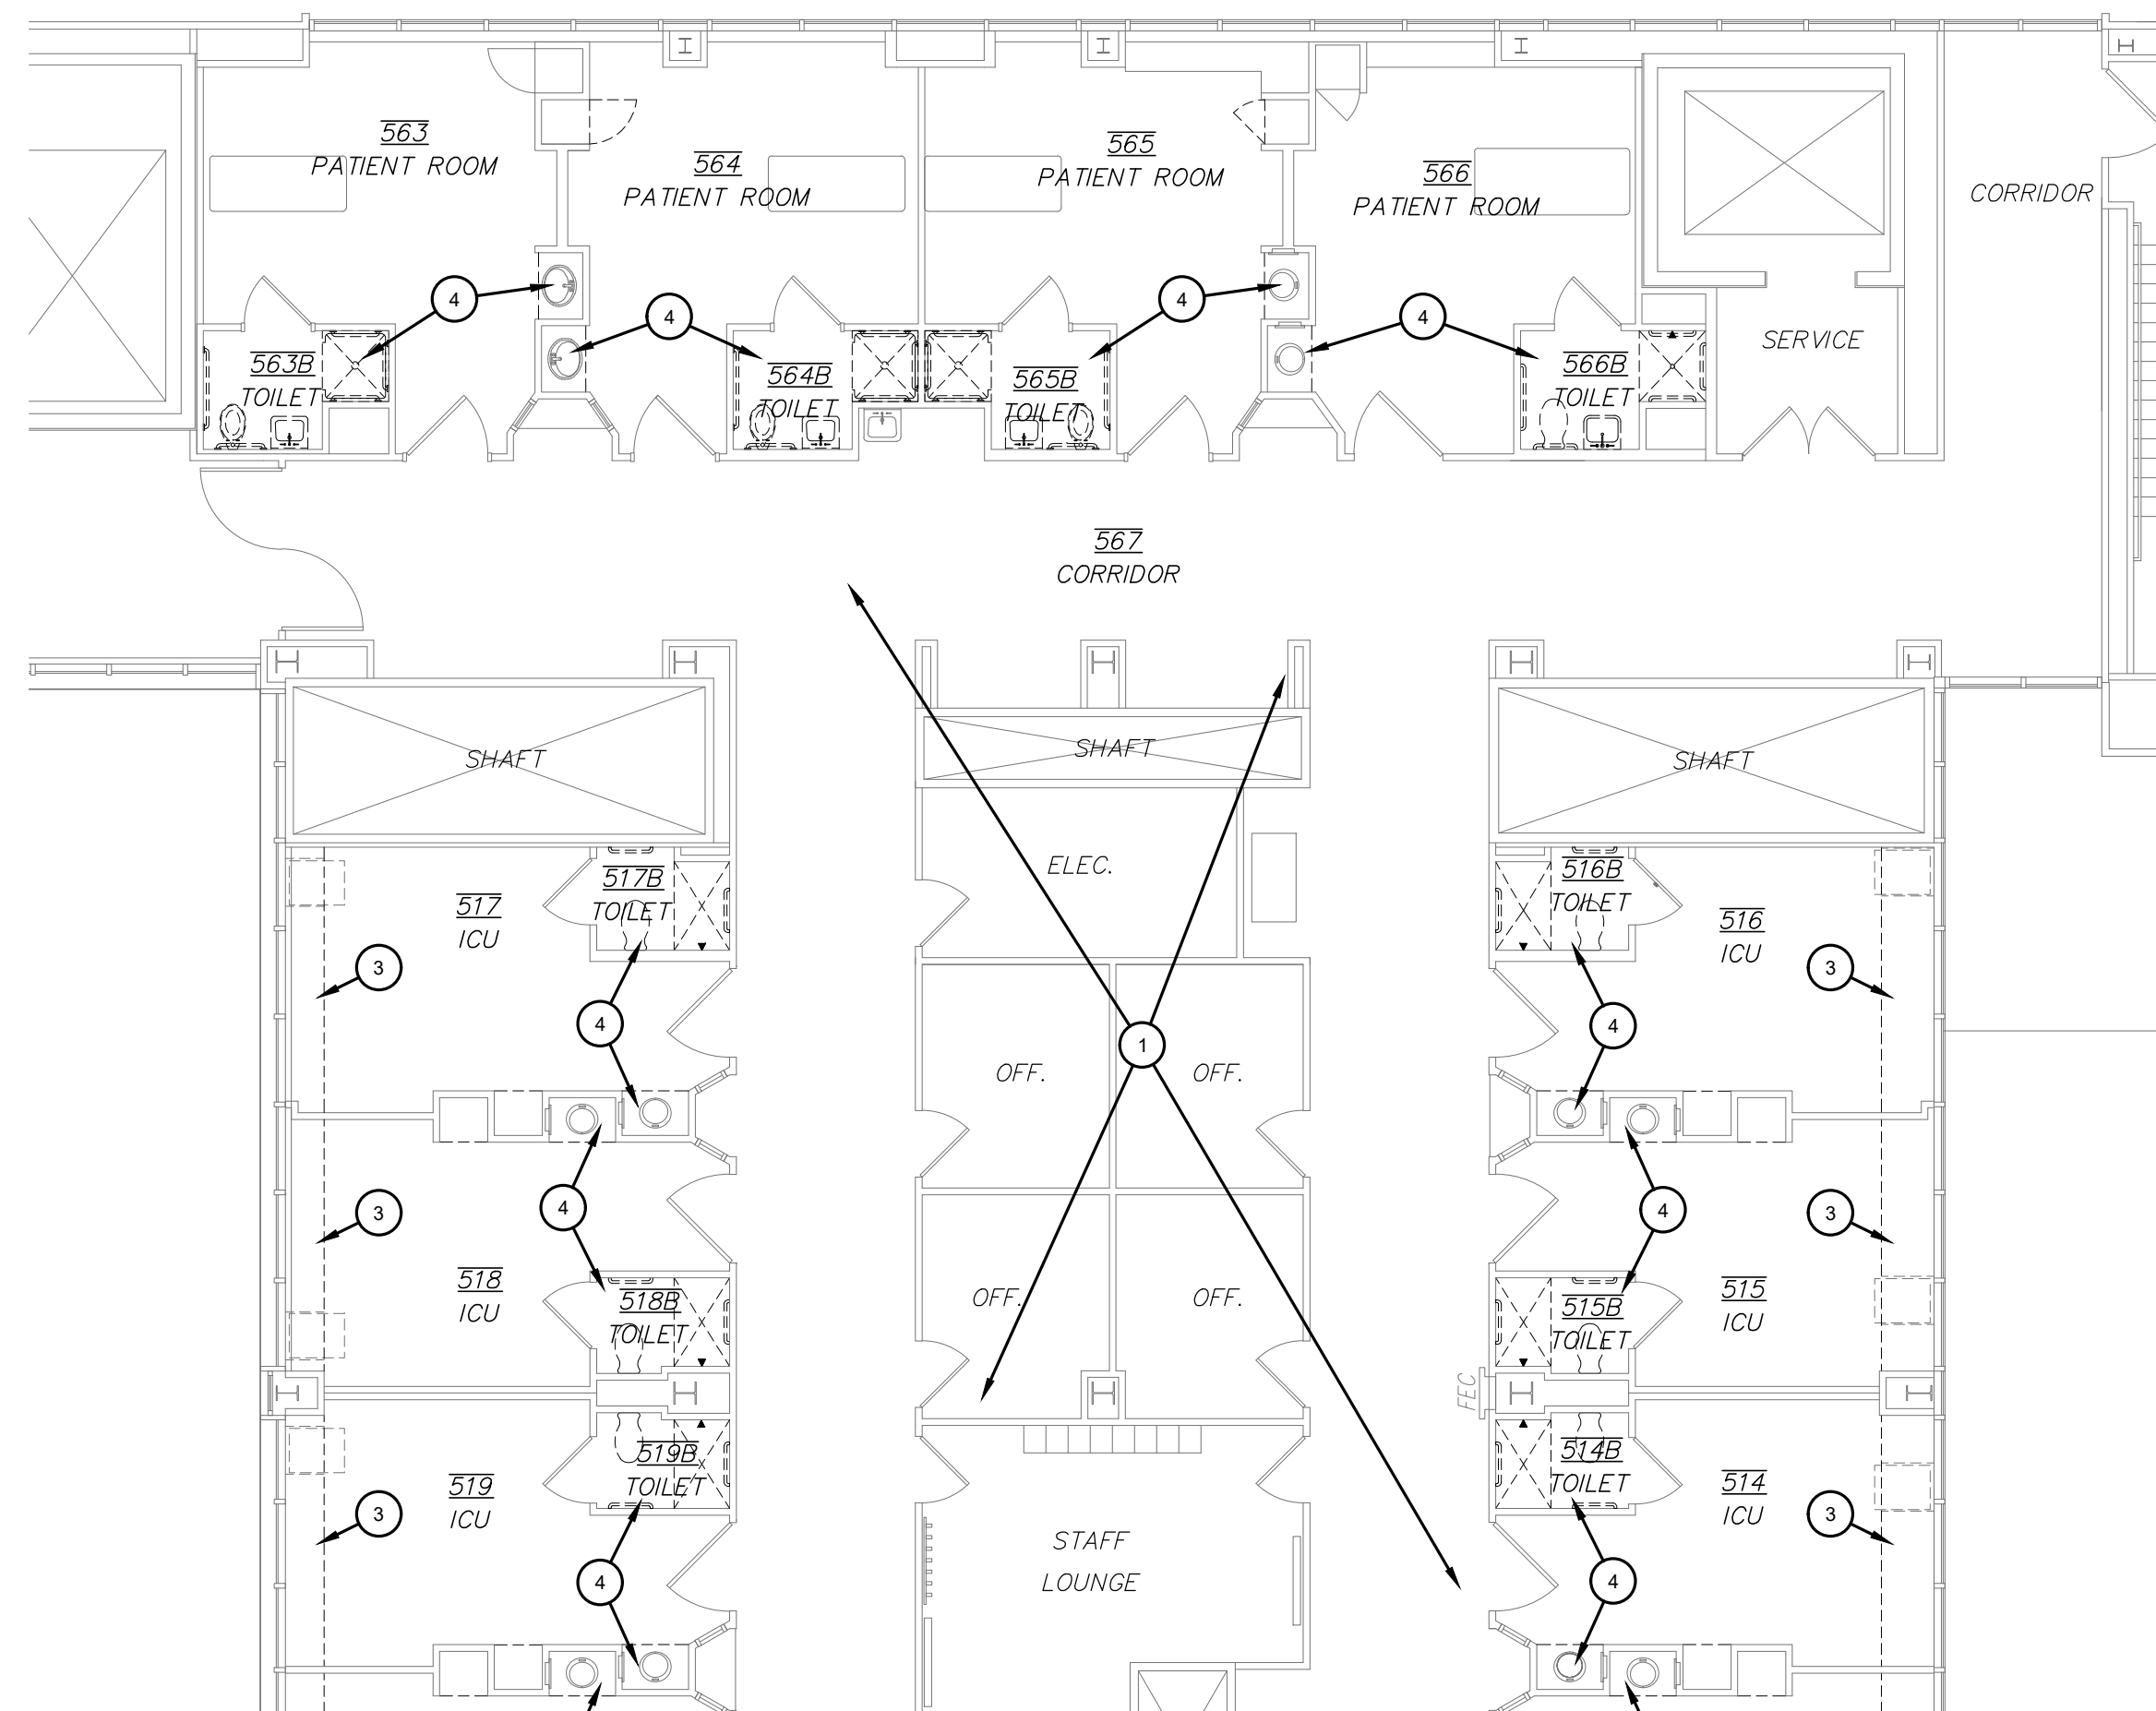 563
PATIENT ROOM
564
PATIENT ROOM
565
PATIENT ROOM
566
PATIENT ROOM
CORRIDOR
4
4
4
4
SERVICE
563B
TOILET
564B
TOILET
565B
TOILET
566B
TOILET
567
CORRIDOR
SHAFT
SHAFT
SHAFT
517
ICU
517B
TOILET
ELEC.
516B
TOILET
516
ICU
3
4
1
4
3
OFF.
OFF.
3
4
4
3
518
ICU
518B
TOILET
OFF.
OFF.
515B
TOILET
515
ICU
FEC
519
ICU
519B
TOILET
514B
TOILET
514
ICU
3
4
STAFF
LOUNGE
4
3